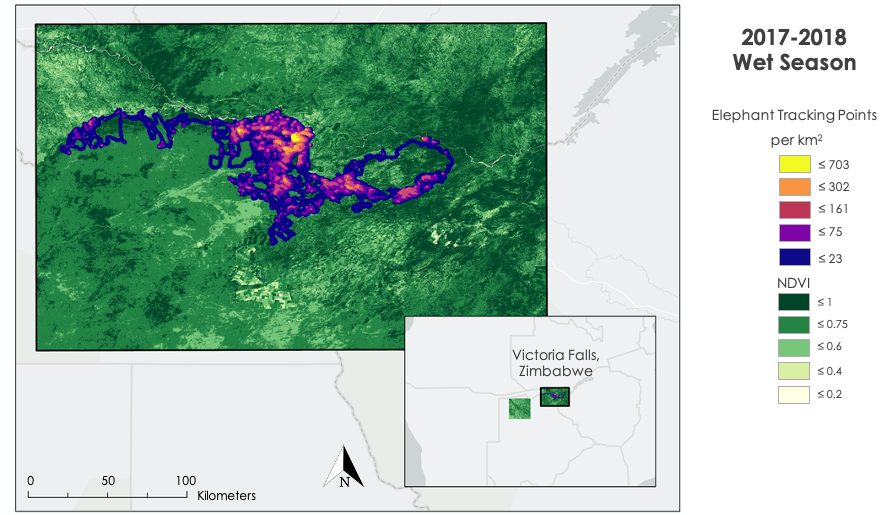 2017-2018
Wet Season
Elephant Tracking Points
per km²
≤ 703
≤ 302
≤ 161
≤ 75
≤ 23
NDVI
≤ 1
≤ 0.75
≤ 0.6
≤ 0.4
≤ 0.2
Victoria Falls,
Zimbabwe
0 50 100
Kilometers
N